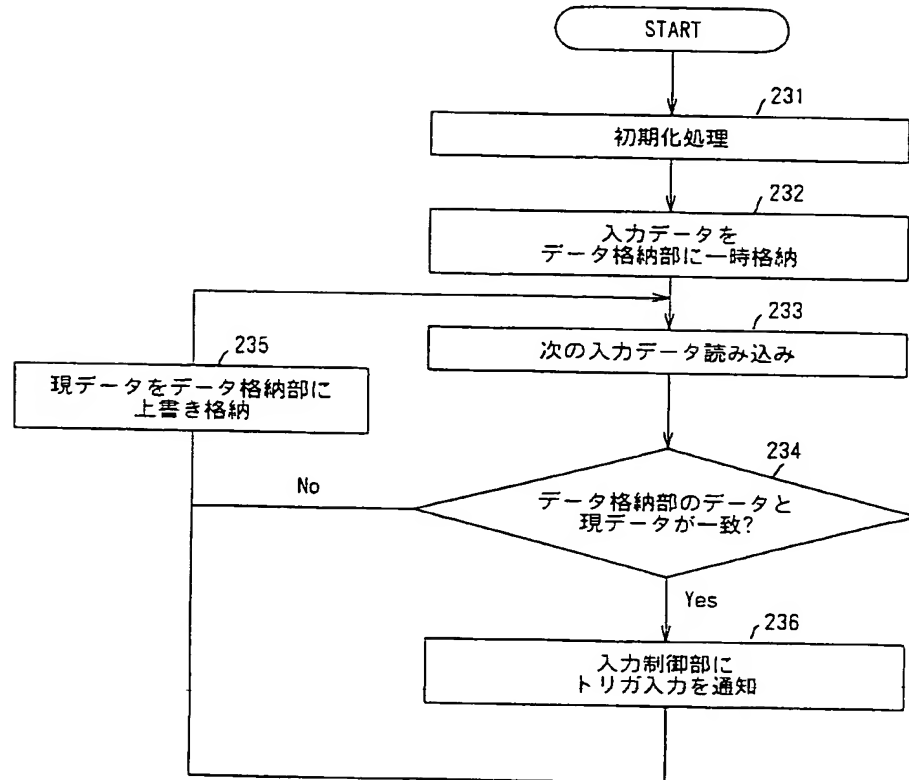 START
231
初期化処理
232
入力データを
データ格納部に一時格納
233
次の入力データ読み込み
235
現データをデータ格納部に
上書き格納
234
データ格納部のデータと
現データが一致?
No
Yes
236
入力制御部に
トリガ入力を通知